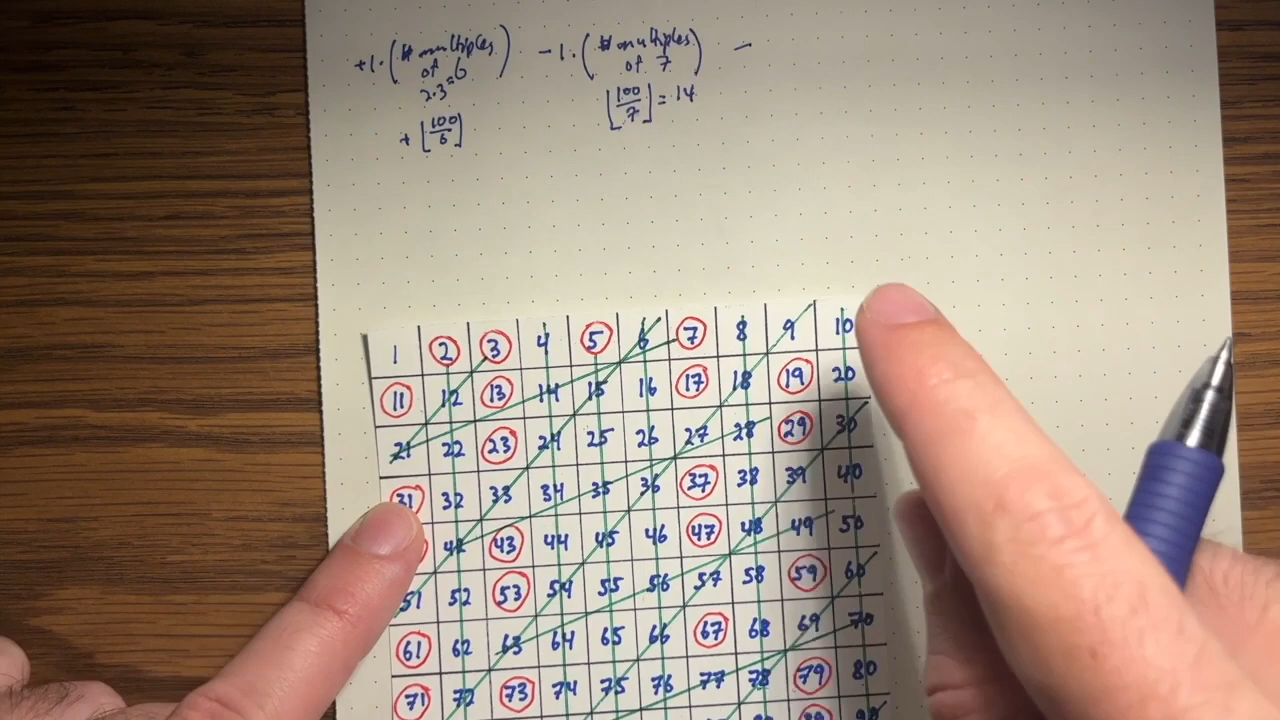 +1·(# multiples of 2·3=6) -1·(# multiples of 7) -
+ ⌊100/6⌋ ⌊100/7⌋ = 14
1 2 3 4 5 6 7 8 9 10
11 12 13 14 15 16 17 18 19 20
21 22 23 24 25 26 27 28 29 30
31 32 33 34 35 36 37 38 39 40
42 43 44 45 46 47 48 49 50
51 52 53 54 55 56 57 58 59 60
61 62 63 64 65 66 67 68 69 70
71 72 73 74 75 76 77 78 79 80